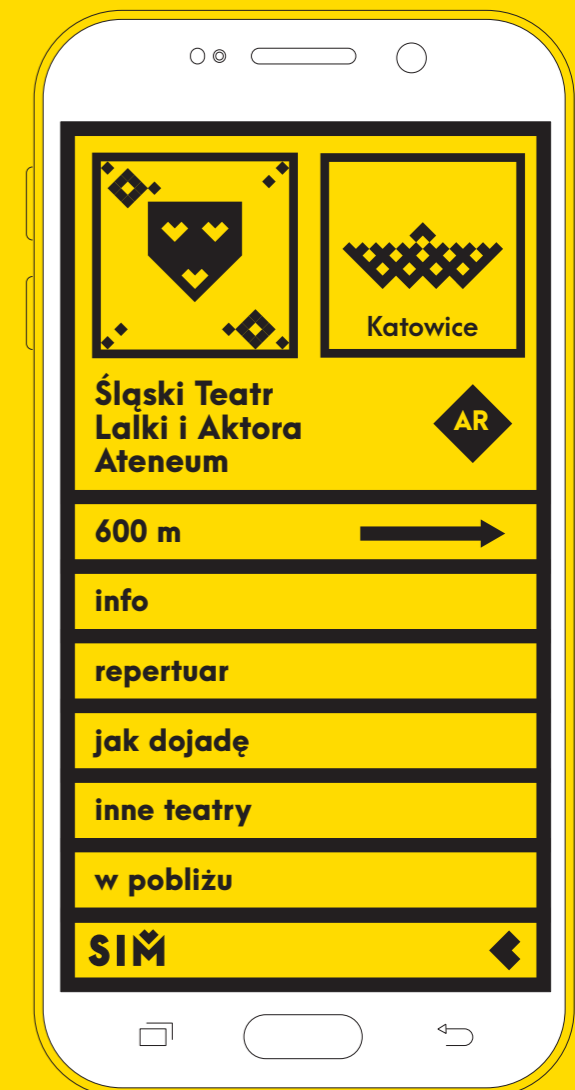 Katowice
Śląski Teatr
Lalki i Aktora
Ateneum
AR
600 m
info
repertuar
jak dojadę
inne teatry
w pobliżu
SIM̌